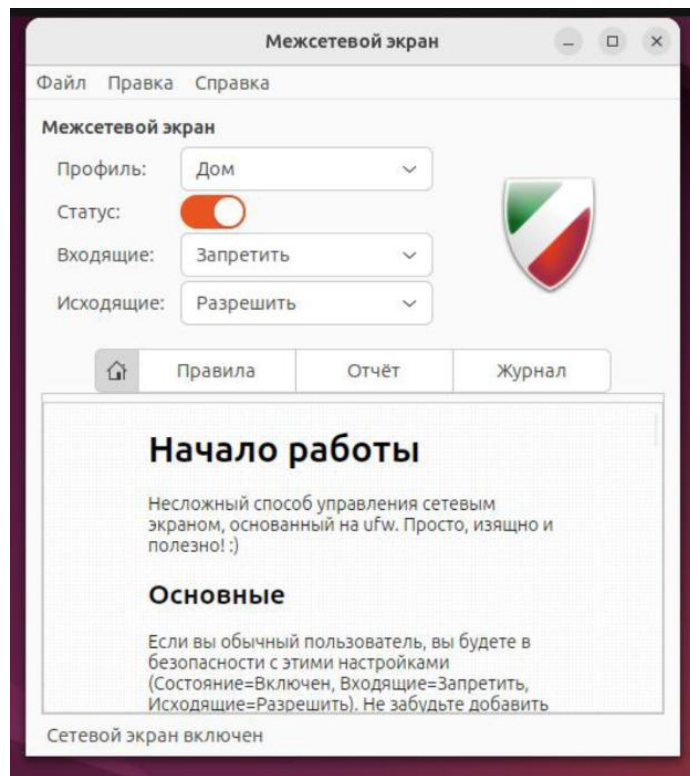 Межсетевой экран
Файл Правка Справка
Межсетевой экран
Профиль: Дом
Статус:
Входящие: Запретить
Исходящие: Разрешить
Правила Отчёт Журнал
Начало работы
Несложный способ управления сетевым
экраном, основанный на ufw. Просто, изящно и
полезно! :)
Основные
Если вы обычный пользователь, вы будете в
безопасности с этими настройками
(Состояние=Включен, Входящие=Запретить,
Исходящие=Разрешить). Не забудьте добавить
Сетевой экран включен